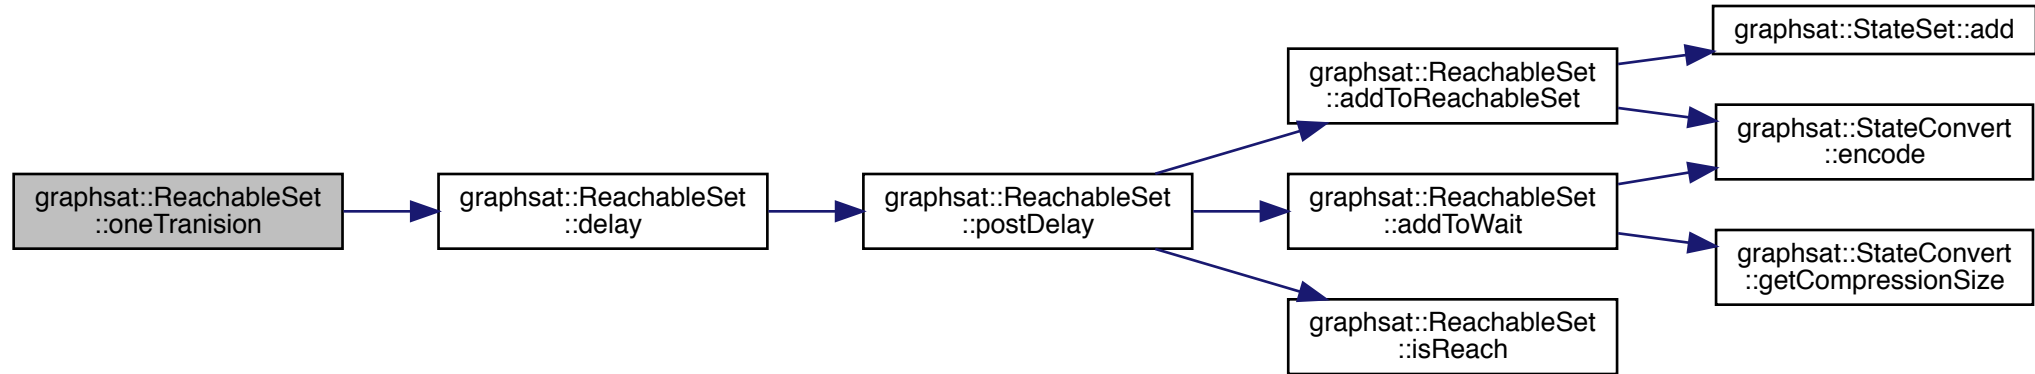 graphsat::ReachableSet
::oneTranision
graphsat::ReachableSet
::delay
graphsat::ReachableSet
::postDelay
graphsat::ReachableSet
::addToReachableSet
graphsat::ReachableSet
::addToWait
graphsat::ReachableSet
::isReach
graphsat::StateSet::add
graphsat::StateConvert
::encode
graphsat::StateConvert
::getCompressionSize